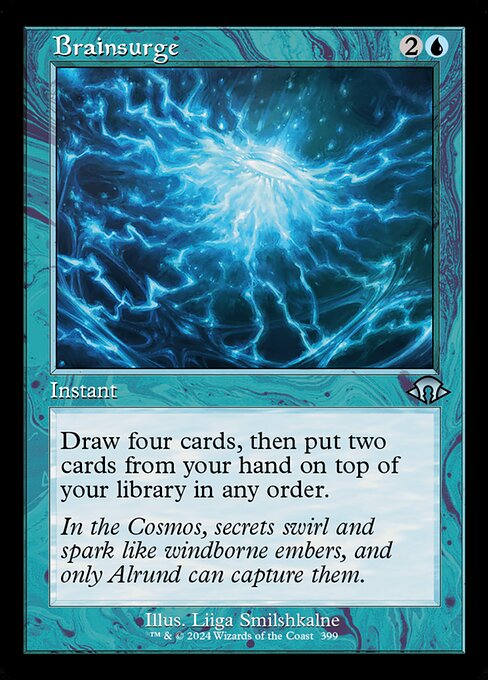 Brainsurge 2
Instant
Draw four cards, then put two
cards from your hand on top of
your library in any order.
In the Cosmos, secrets swirl and
spark like windborne embers, and
only Alrund can capture them.
Illus. Liiga Smilshkalne
™ & © 2024 Wizards of the Coast 399